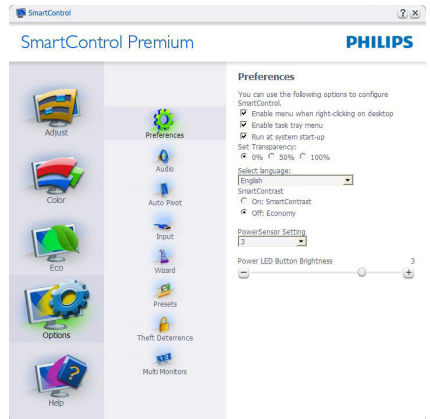 SmartControl
? ×
SmartControl Premium
PHILIPS
Adjust
Color
Eco
Options
Help
Preferences
Audio
Auto Pivot
Input
Wizard
Presets
Theft Deterrence
Multi Monitors
Preferences
You can use the following options to configure
SmartControl.
Enable menu when right-clicking on desktop
Enable task tray menu
Run at system start-up
Set Transparency:
0% 50% 100%
Select language:
English
SmartContrast
On: SmartContrast
Off: Economy
PowerSensor Setting
3
Power LED Button Brightness 3